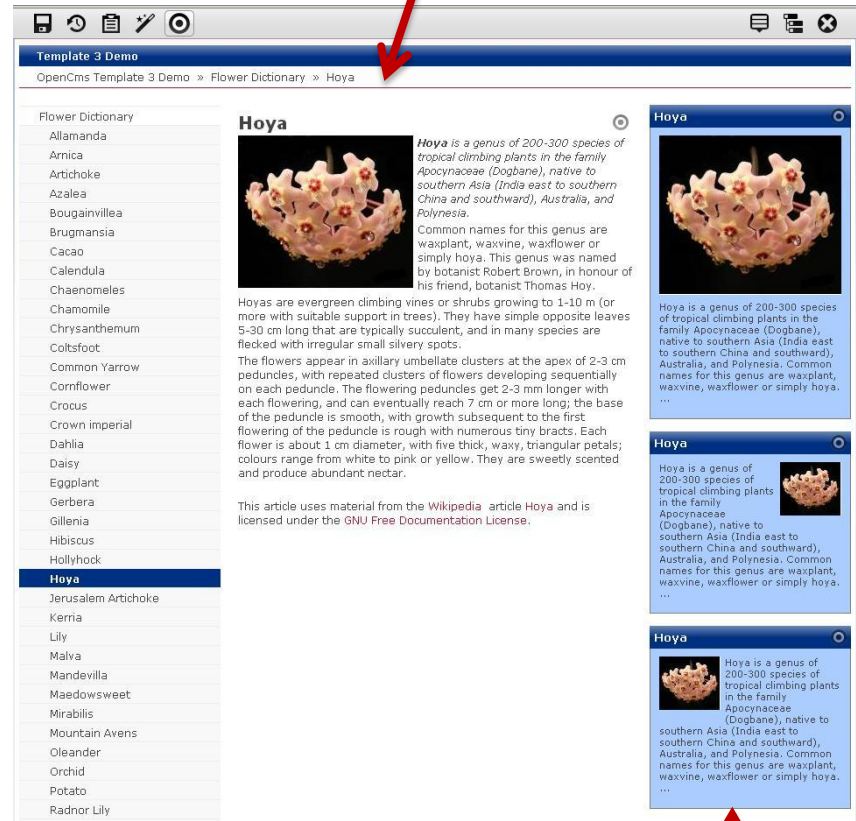 Template 3 Demo
OpenCms Template 3 Demo » Flower Dictionary » Hoya
Flower Dictionary
Allamanda
Arnica
Artichoke
Azalea
Bougainvillea
Brugmansia
Cacao
Calendula
Chaenomeles
Chamomile
Chrysanthemum
Coltsfoot
Common Yarrow
Cornflower
Crocus
Crown imperial
Dahlia
Daisy
Eggplant
Gerbera
Gillenia
Hibiscus
Hollyhock
Hoya
Jerusalem Artichoke
Kerria
Lily
Malva
Mandevilla
Maedowsweet
Mirabilis
Mountain Avens
Oleander
Orchid
Potato
Radnor Lily
Hoya
Hoya is a genus of 200-300 species of
tropical climbing plants in the family
Apocynaceae (Dogbane), native to
southern Asia (India east to southern
China and southward), Australia, and
Polynesia.
Common names for this genus are
waxplant, waxvine, waxflower or
simply hoya. This genus was named
by botanist Robert Brown, in honour of
his friend, botanist Thomas Hoy.
Hoyas are evergreen climbing vines or shrubs growing to 1-10 m (or
more with suitable support in trees). They have simple opposite leaves
5-30 cm long that are typically succulent, and in many species are
flecked with irregular small silvery spots.
The flowers appear in axillary umbellate clusters at the apex of 2-3 cm
peduncles, with repeated clusters of flowers developing sequentially
on each peduncle. The flowering peduncles get 2-3 mm longer with
each flowering, and can eventually reach 7 cm or more long; the base
of the peduncle is smooth, with growth subsequent to the first
flowering of the peduncle is rough with numerous tiny bracts. Each
flower is about 1 cm diameter, with five thick, waxy, triangular petals;
colours range from white to pink or yellow. They are sweetly scented
and produce abundant nectar.
This article uses material from the Wikipedia article Hoya and is
licensed under the GNU Free Documentation License.
Hoya
Hoya is a genus of 200-300 species
of tropical climbing plants in the
family Apocynaceae (Dogbane),
native to southern Asia (India east
to southern China and southward),
Australia, and Polynesia. Common
names for this genus are waxplant,
waxvine, waxflower or simply hoya.
...
Hoya
Hoya is a genus of
200-300 species of
tropical climbing plants
in the family
Apocynaceae
(Dogbane), native to
southern Asia (India east to
southern China and southward),
Australia, and Polynesia. Common
names for this genus are waxplant,
waxvine, waxflower or simply hoya.
...
Hoya
Hoya is a genus of
200-300 species of
tropical climbing plants
in the family
Apocynaceae
(Dogbane), native to
southern Asia (India east to
southern China and southward),
Australia, and Polynesia. Common
names for this genus are waxplant,
waxvine, waxflower or simply hoya.
...